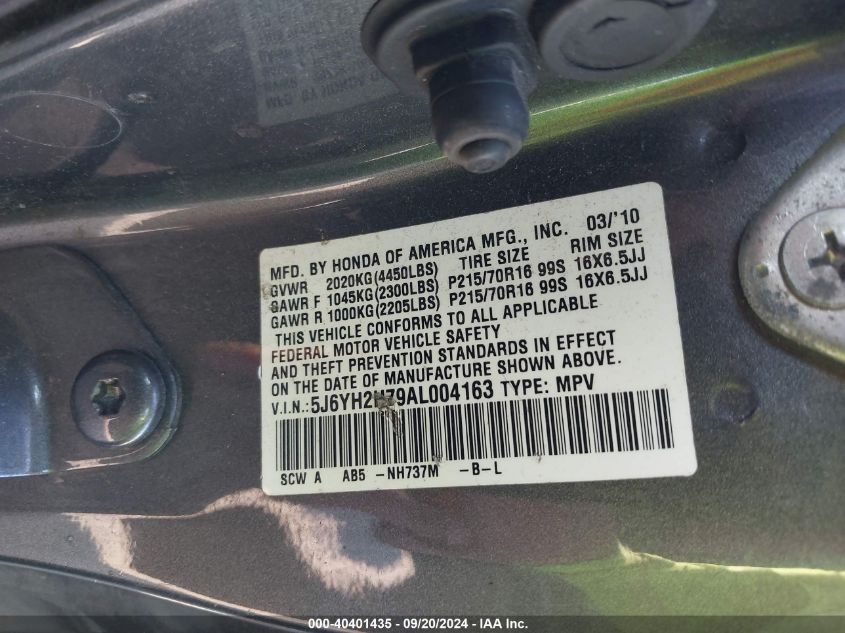 MFD. BY HONDA OF AMERICA MFG., INC. 03/'10
GVWR 2020KG(4450LBS) TIRE SIZE RIM SIZE
GAWR F 1045KG(2300LBS) P215/70R16 99S 16X6.5JJ
GAWR R 1000KG(2205LBS) P215/70R16 99S 16X6.5JJ
THIS VEHICLE CONFORMS TO ALL APPLICABLE
FEDERAL MOTOR VEHICLE SAFETY
AND THEFT PREVENTION STANDARDS IN EFFECT
ON THE DATE OF MANUFACTURE SHOWN ABOVE.
V.I.N.: TYPE: MPV
SCW A AB5 -NH737M -B-L
000-40401435 - 09/20/2024 - IAA Inc.